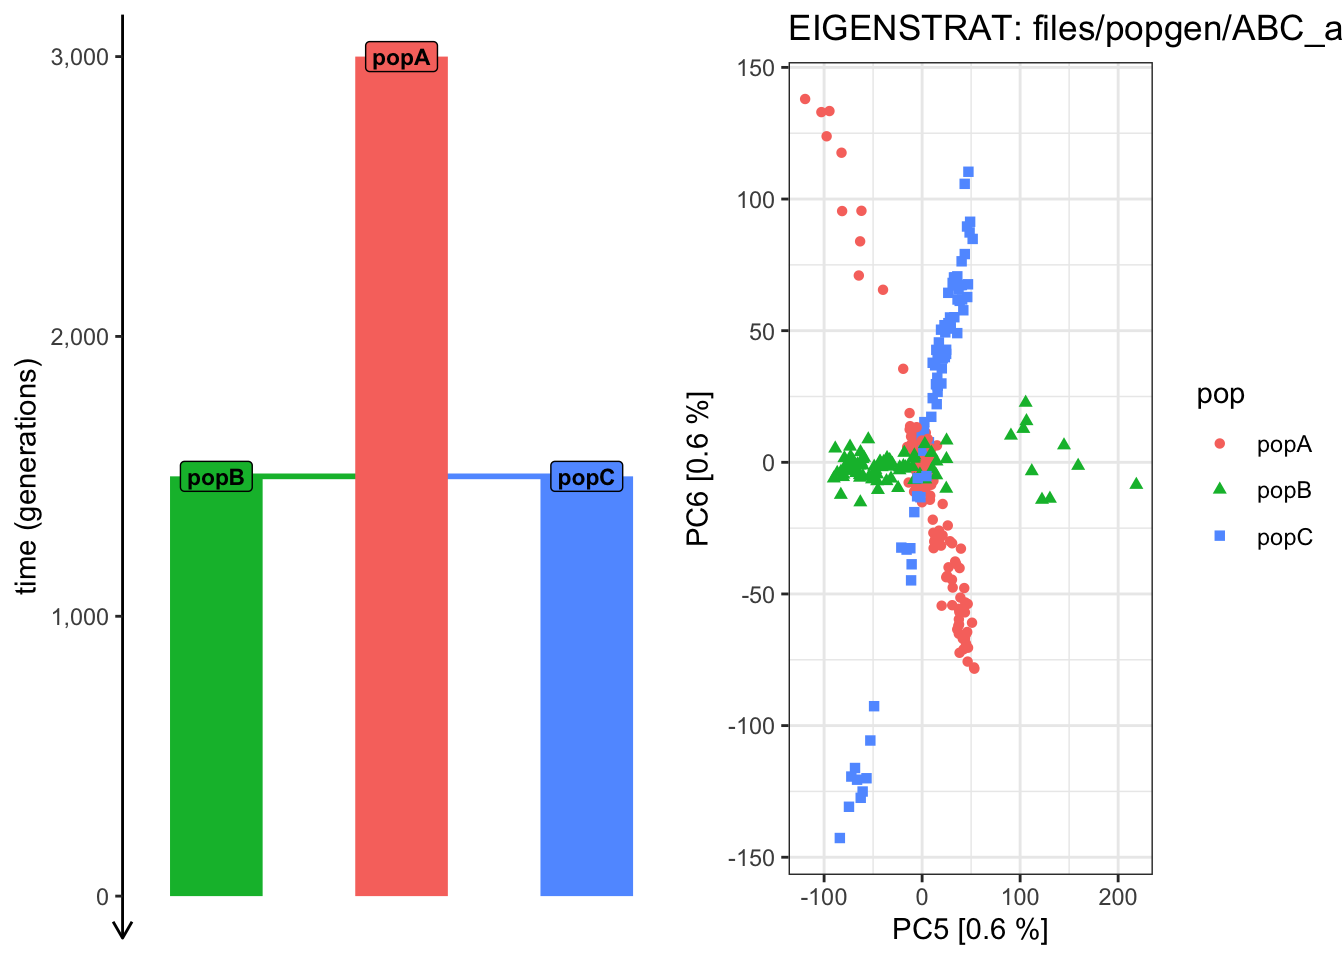 3,000
2,000
1,000
0
time (generations)
popA
popB
popC
EIGENSTRAT: files/popgen/ABC_a
150
100
50
0
-50
-100
-150
PC6 [0.6 %]
-100
0
100
200
PC5 [0.6 %]
pop
popA
popB
popC